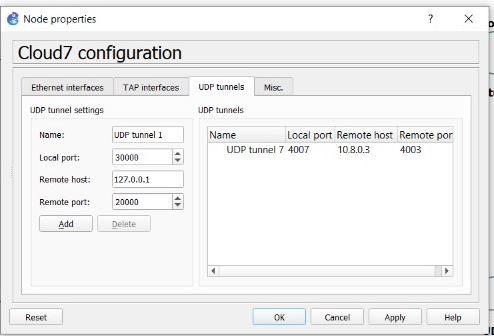 Node properties
?
Cloud7 configuration
Ethernet interfaces
TAP interfaces
UDP tunnels
Misc.
UDP tunnel settings
Name:
UDP tunnel 1
Local port:
30000
Remote host:
127.0.0.1
Remote port:
20000
Add
Delete
UDP tunnels
Name Local port Remote host Remote por
UDP tunnel 7 4007 10.8.0.3 4003
Reset
OK
Cancel
Apply
Help